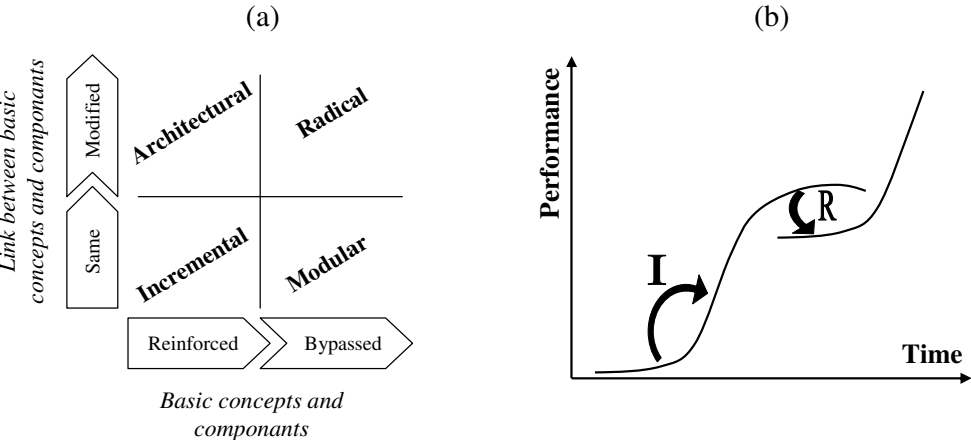 (a)
Link between basic
concepts and components
Modified
Same
Architectural
Radical
Incremental
Modular
Reinforced
Bypassed
Basic concepts and
componants
(b)
Performance
I
R
Time